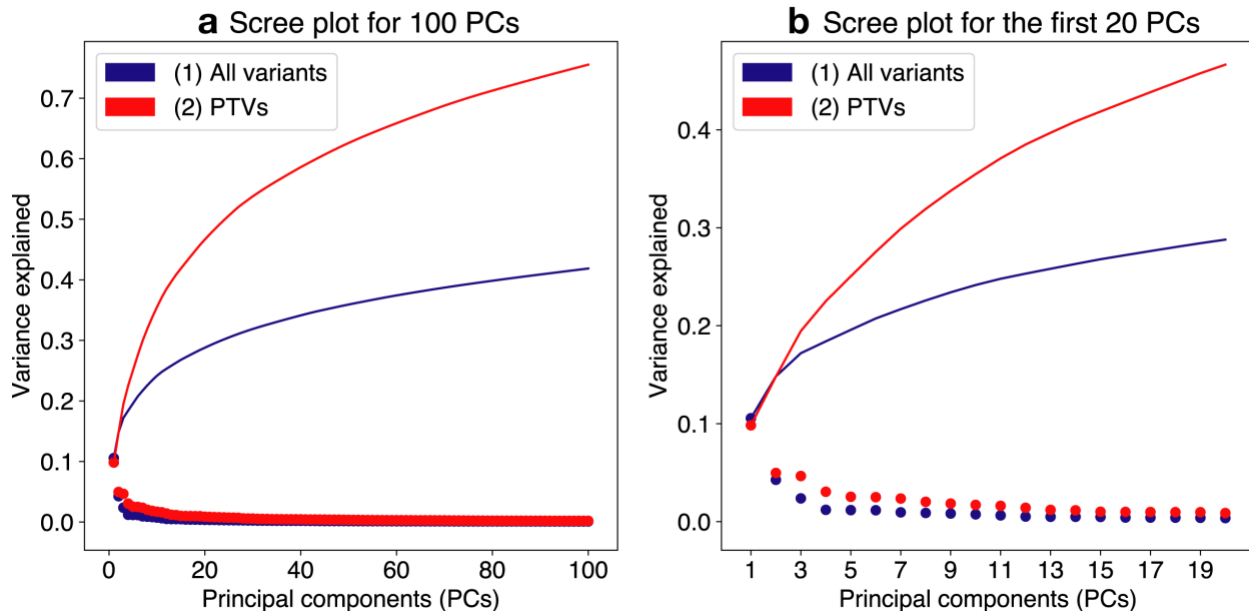 a Scree plot for 100 PCs
(1) All variants
(2) PTVs
Variance explained
0.7
0.6
0.5
0.4
0.3
0.2
0.1
0.0
0 20 40 60 80 100
Principal components (PCs)
b Scree plot for the first 20 PCs
(1) All variants
(2) PTVs
Variance explained
0.4
0.3
0.2
0.1
0.0
1 3 5 7 9 11 13 15 17 19
Principal components (PCs)